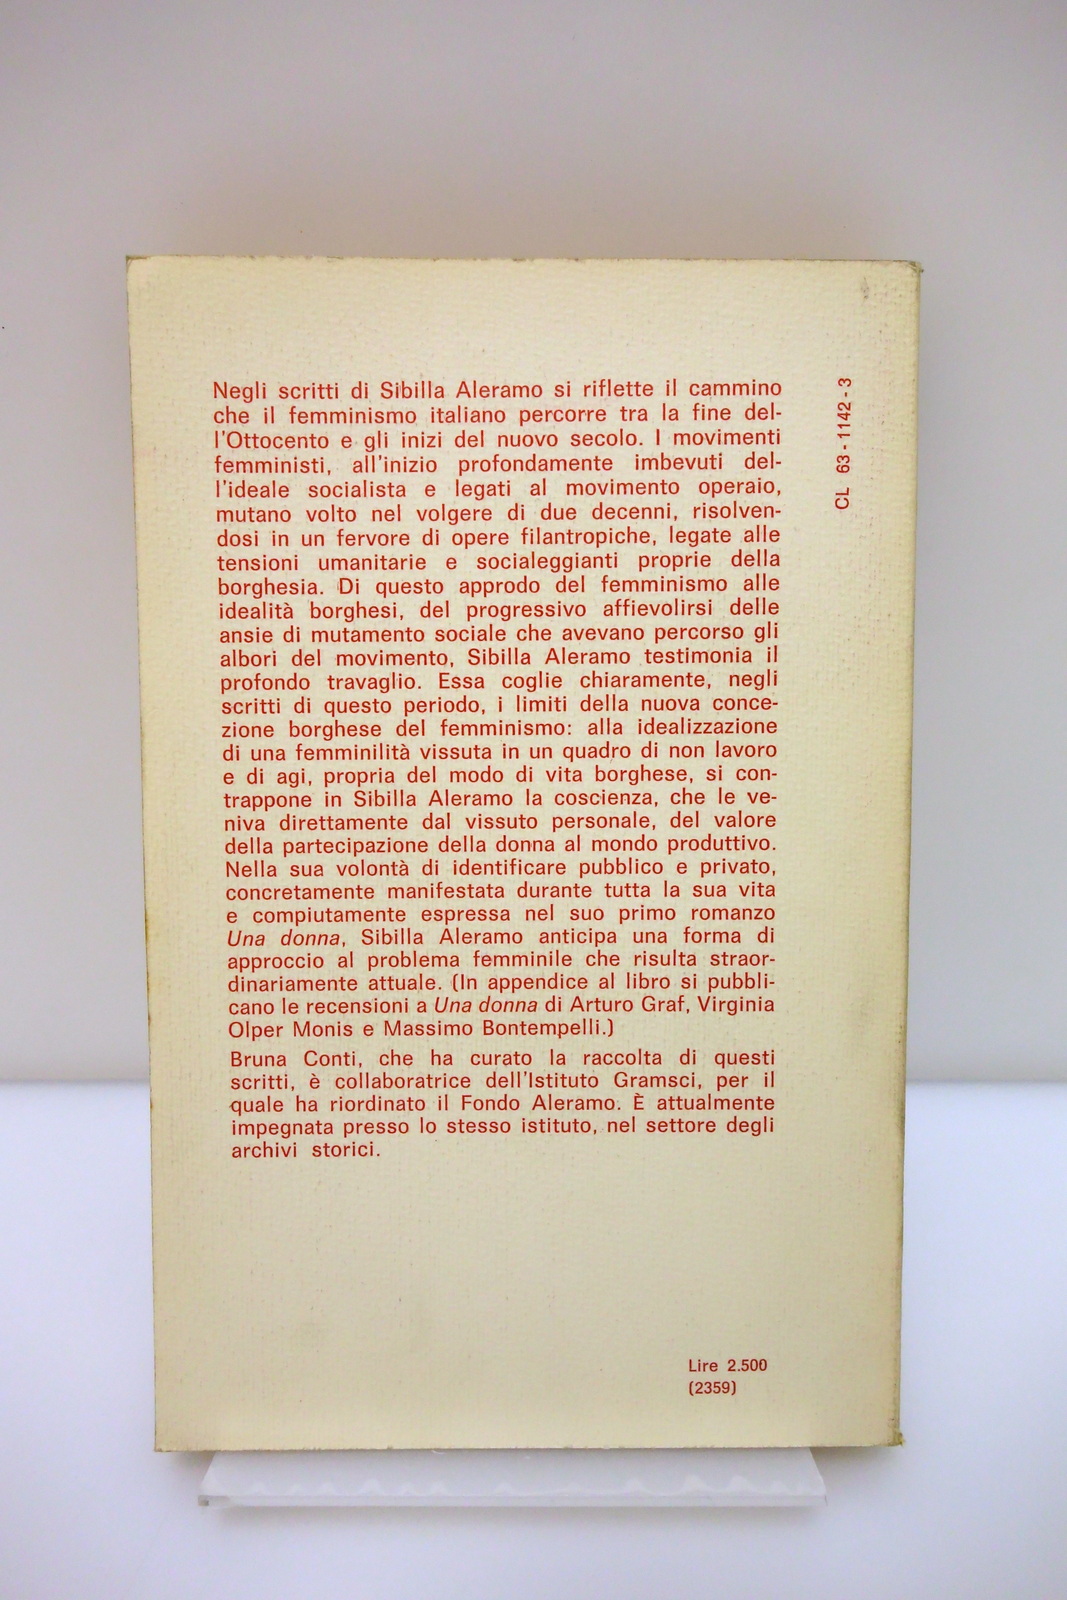 Negli scritti di Sibilla Aleramo si riflette il cammino
che il femminismo italiano percorre tra la fine del-
l'Ottocento e gli inizi del nuovo secolo. I movimenti
femministi, all'inizio profondamente imbevuti del-
l'ideale socialista e legati al movimento operaio,
mutano volto nel volgere di due decenni, risolven-
dosi in un fervore di opere filantropiche, legate alle
tensioni umanitarie e socialeggianti proprie della
borghesia. Di questo approdo del femminismo alle
idealità borghesi, del progressivo affievolirsi delle
ansie di mutamento sociale che avevano percorso gli
albori del movimento, Sibilla Aleramo testimonia il
profondo travaglio. Essa coglie chiaramente, negli
scritti di questo periodo, i limiti della nuova conce-
zione borghese del femminismo: alla idealizzazione
di una femminilità vissuta in un quadro di non lavoro
e di agi, propria del modo di vita borghese, si con-
trappone in Sibilla Aleramo la coscienza, che le ve-
niva direttamente dal vissuto personale, del valore
della partecipazione della donna al mondo produttivo.
Nella sua volontà di identificare pubblico e privato,
concretamente manifestata durante tutta la sua vita
e compiutamente espressa nel suo primo romanzo
Una donna, Sibilla Aleramo anticipa una forma di
approccio al problema femminile che risulta straor-
dinariamente attuale. (In appendice al libro si pubbli-
cano le recensioni a Una donna di Arturo Graf, Virginia
Olper Monis e Massimo Bontempelli.)
Bruna Conti, che ha curato la raccolta di questi
scritti, è collaboratrice dell'Istituto Gramsci, per il
quale ha riordinato il Fondo Aleramo. È attualmente
impegnata presso lo stesso istituto, nel settore degli
archivi storici.
CL 63-1142-3
Lire 2.500
(2359)